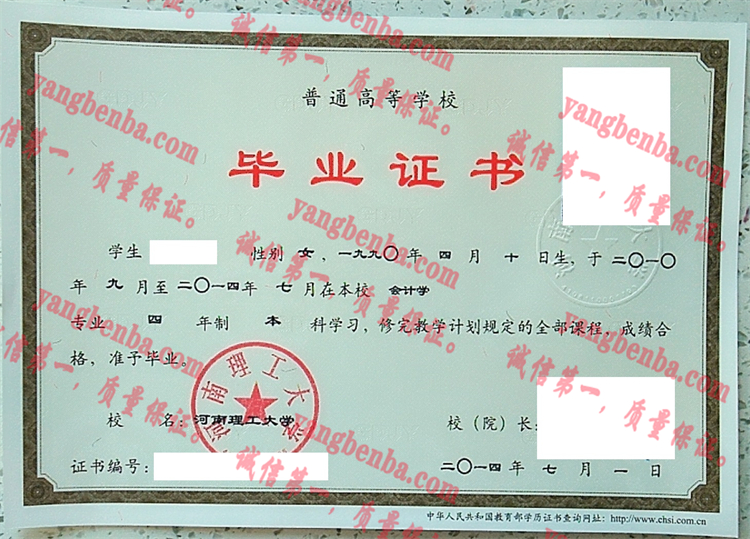 普通高等学校
毕业证书
学生 性别 女，一九九〇年 四 月 十 日生，于 二〇一〇
年 九 月至 二〇一四年 七 月在本校 会计学
专业 四 年制 本 科学习，修完教学计划规定的全部课程，成绩合
格，准予毕业。
河南理工大学
校 名：河南理工大学 校（院）长：
证书编号： 二〇一四年 七 月 一 日
中华人民共和国教育部学历证书查询网址：http://www.chsi.com.cn
yangbenba.com
诚信第一，质量保证。